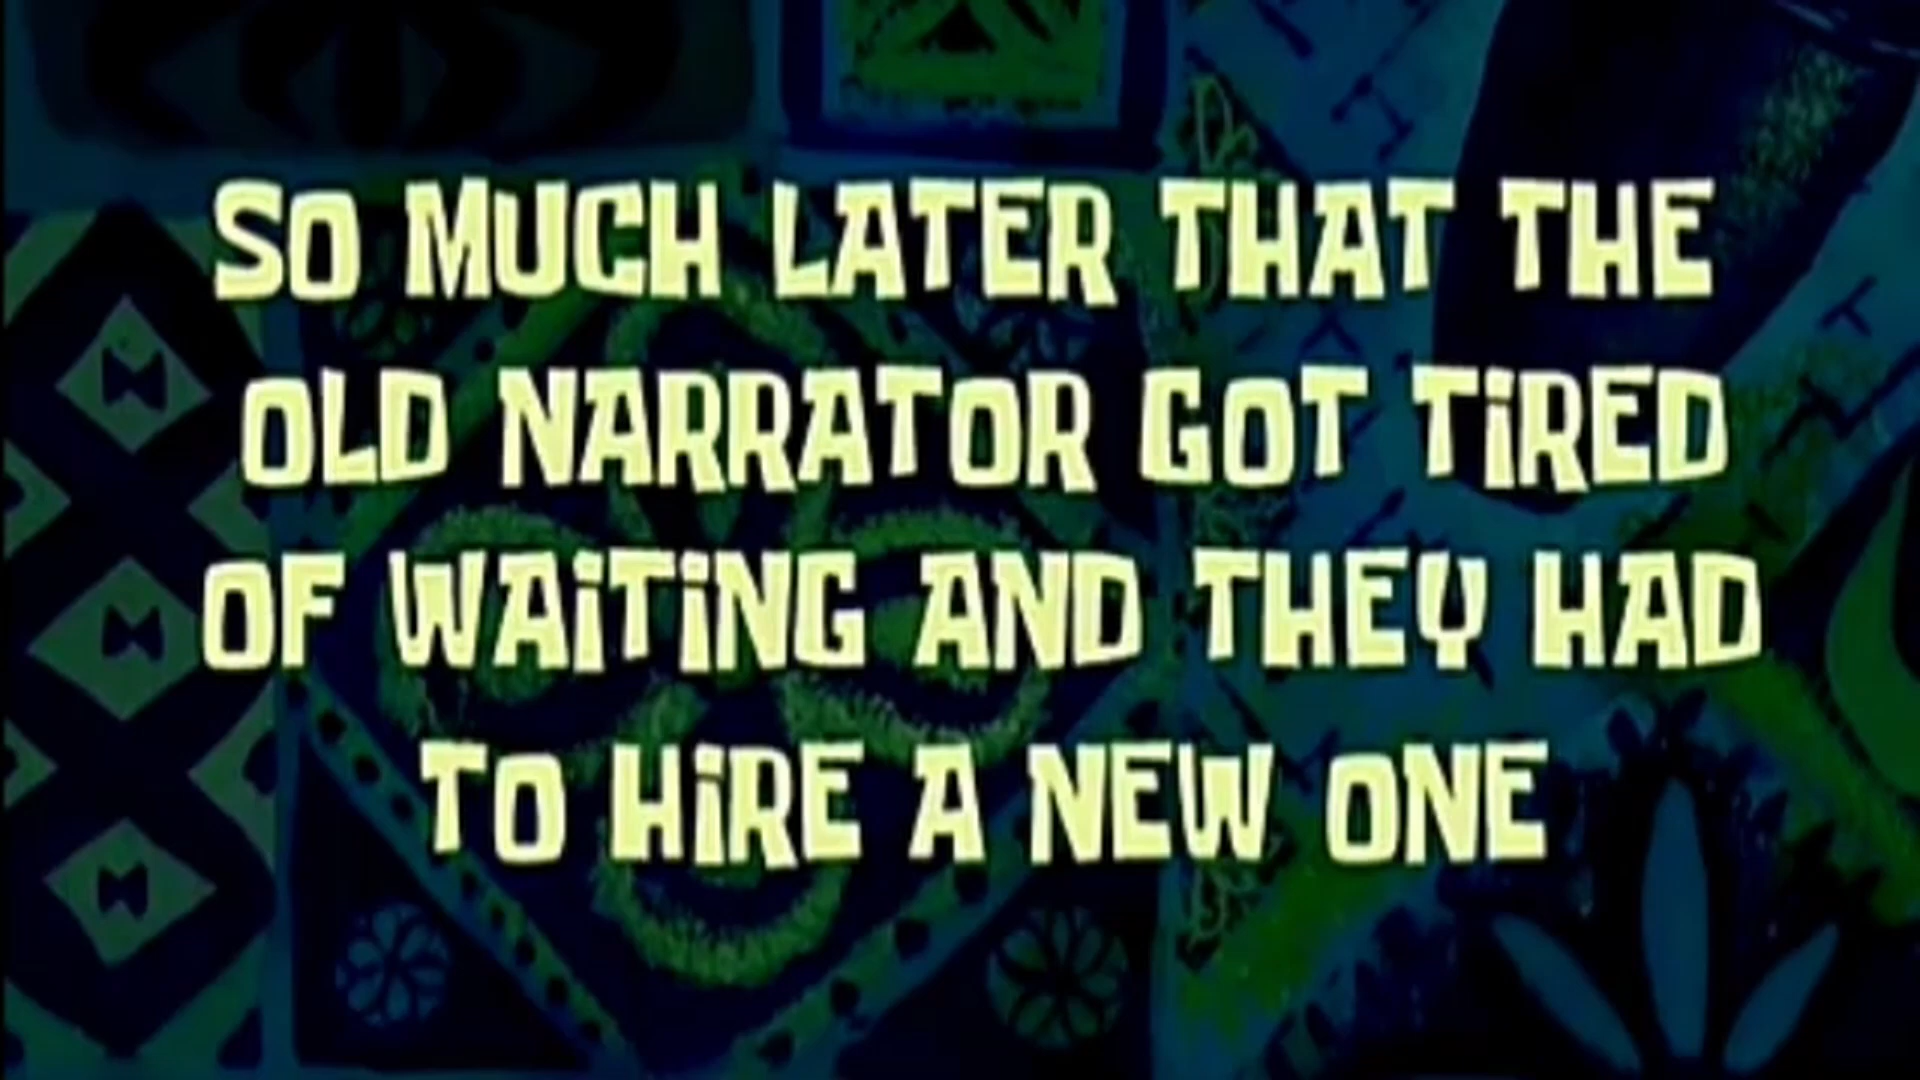 SO MUCH LATER THAT THE
OLD NARRATOR GOT TiRED
OF WAiTiNG AND THEY HAD
TO HiRE A NEW ONE